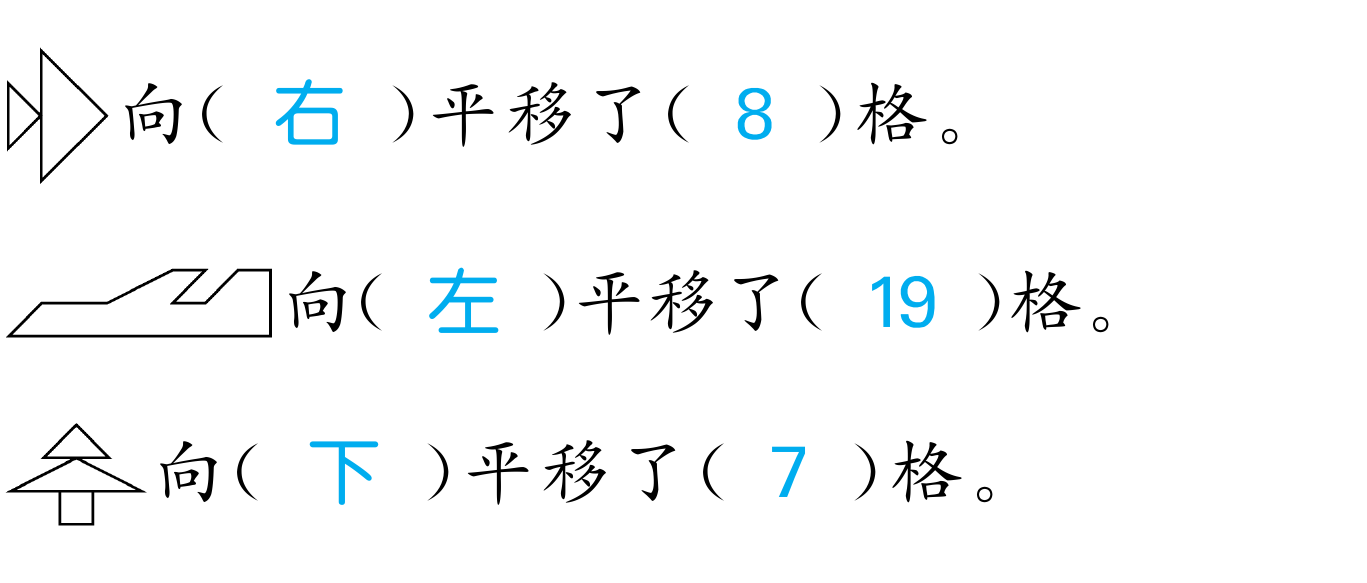 向( 右 )平移了( 8 )格。
向( 左 )平移了( 19 )格。
向( 下 )平移了( 7 )格。